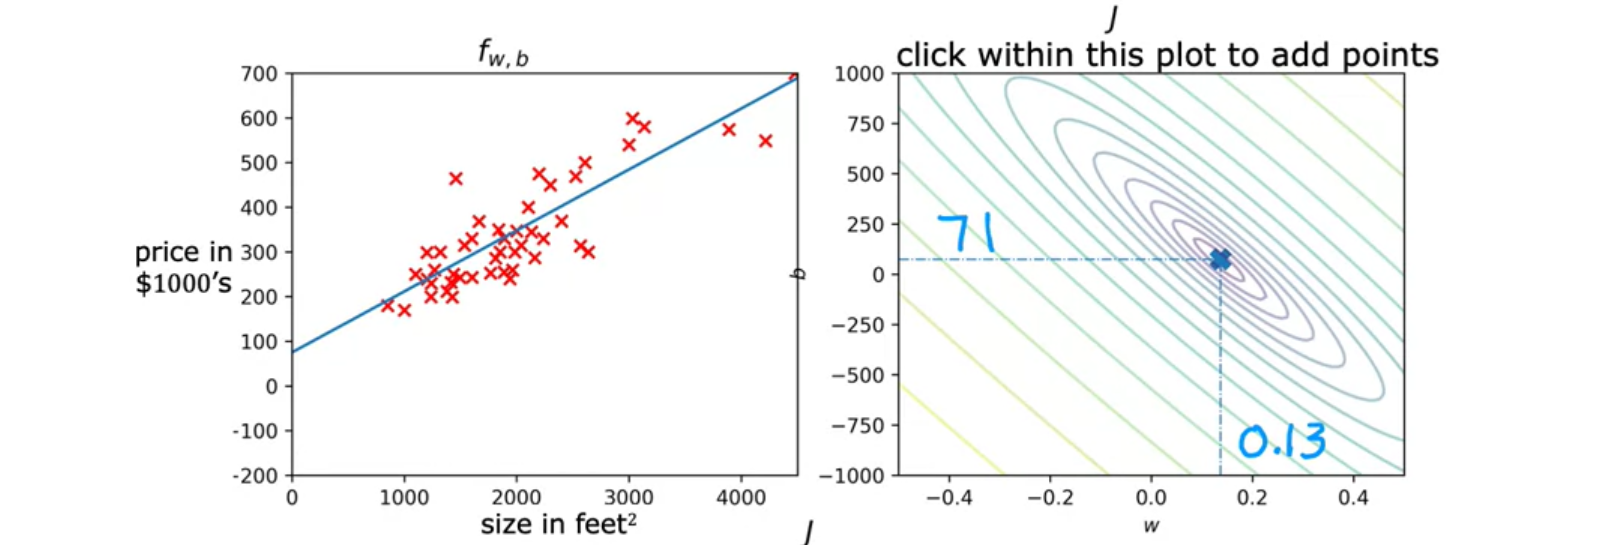 J
f_{w,b}
click within this plot to add points
700
600
500
400
300
200
100
0
-100
-200
price in
$1000's
0 1000 2000 3000 4000
size in feet²
1000
750
500
250
0
−250
−500
−750
−1000
b
71
0.13
−0.4 −0.2 0.0 0.2 0.4
w
J